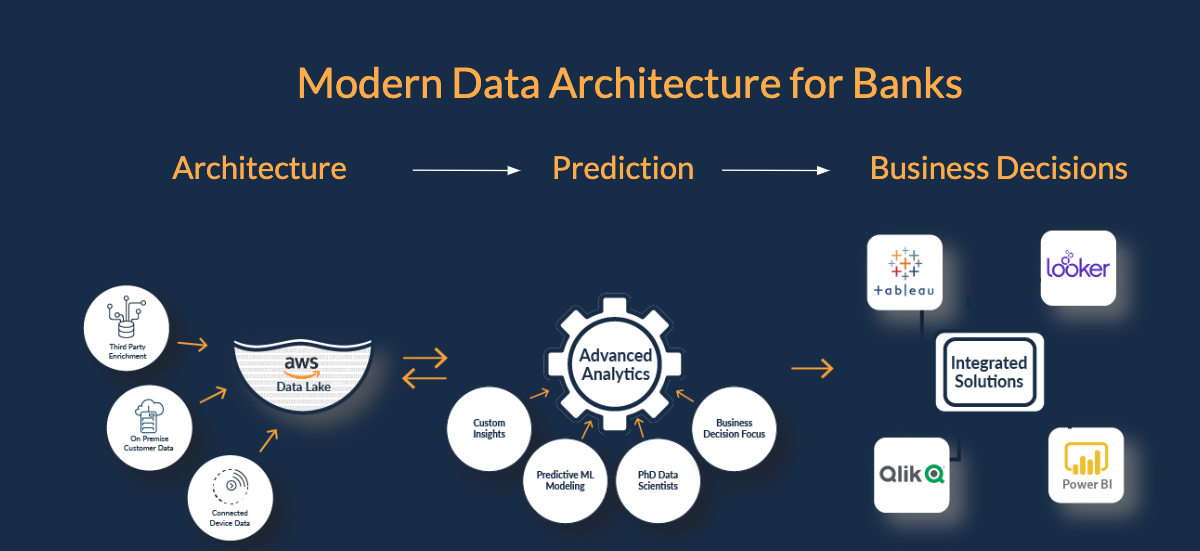 Modern Data Architecture for Banks
Architecture
Prediction
Business Decisions
Third Party
Enrichment
On Premise
Customer Data
Connected
Device Data
aws
Data Lake
Advanced
Analytics
Custom
Insights
Predictive ML
Modeling
PhD Data
Scientists
Business
Decision Focus
+ableau
looker
Integrated
Solutions
Qlik
Power BI